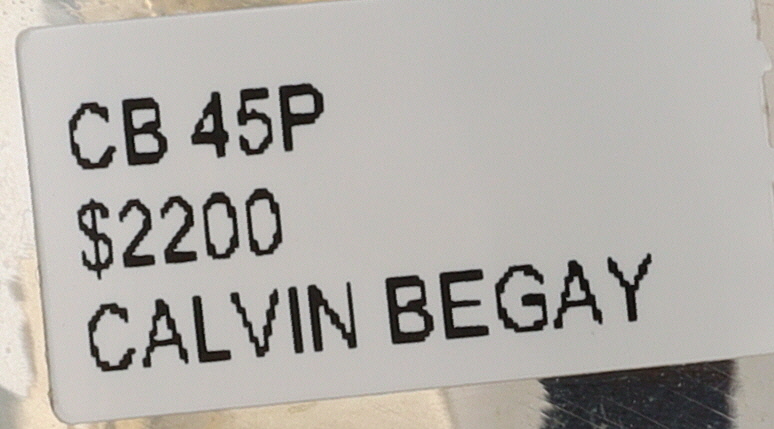 CB 45P
$2200
CALVIN BEGAY